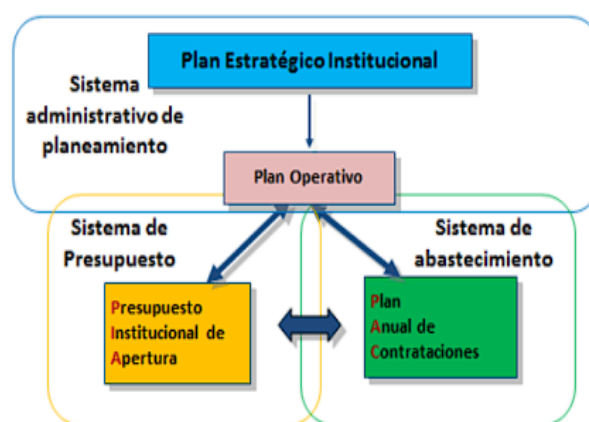 Plan Estratégico Institucional
Sistema
administrativo de
planeamiento
Plan Operativo
Sistema de
Presupuesto
Sistema de
abastecimiento
Presupuesto
Institucional de
Apertura
Plan
Anual de
Contrataciones